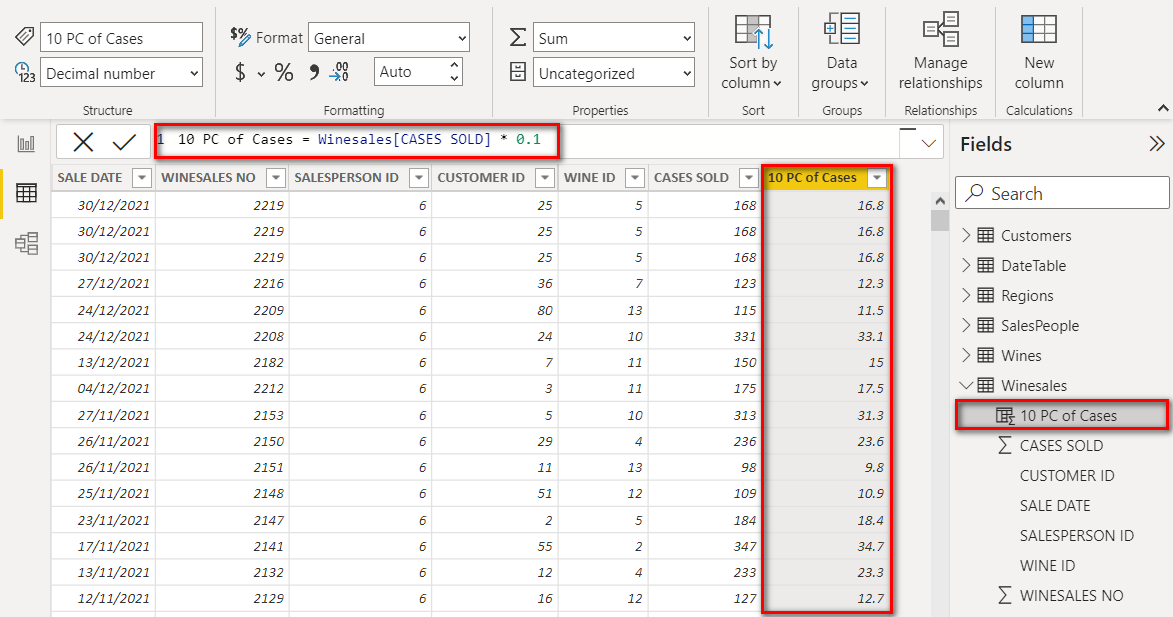 10 PC of Cases
$% Format General
Sum
Decimal number
$ % 9 .00 Auto
Uncategorized
Sort by column
Data groups
Manage relationships
New column
Structure
Formatting
Properties
Sort
Groups
Relationships
Calculations
1 10 PC of Cases = Winesales[CASES SOLD] * 0.1
SALE DATE WINESALES NO SALESPERSON ID CUSTOMER ID WINE ID CASES SOLD 10 PC of Cases
30/12/2021 2219 6 25 5 168 16.8
30/12/2021 2219 6 25 5 168 16.8
30/12/2021 2219 6 25 5 168 16.8
27/12/2021 2216 6 36 7 123 12.3
24/12/2021 2209 6 80 13 115 11.5
24/12/2021 2208 6 24 10 331 33.1
13/12/2021 2182 6 7 11 150 15
04/12/2021 2212 6 3 11 175 17.5
27/11/2021 2153 6 5 10 313 31.3
26/11/2021 2150 6 29 4 236 23.6
26/11/2021 2151 6 11 13 98 9.8
25/11/2021 2148 6 51 12 109 10.9
23/11/2021 2147 6 2 5 184 18.4
17/11/2021 2141 6 55 2 347 34.7
13/11/2021 2132 6 12 4 233 23.3
12/11/2021 2129 6 16 12 127 12.7
Fields
Search
Customers
DateTable
Regions
SalesPeople
Wines
Winesales
10 PC of Cases
CASES SOLD
CUSTOMER ID
SALE DATE
SALESPERSON ID
WINE ID
WINESALES NO